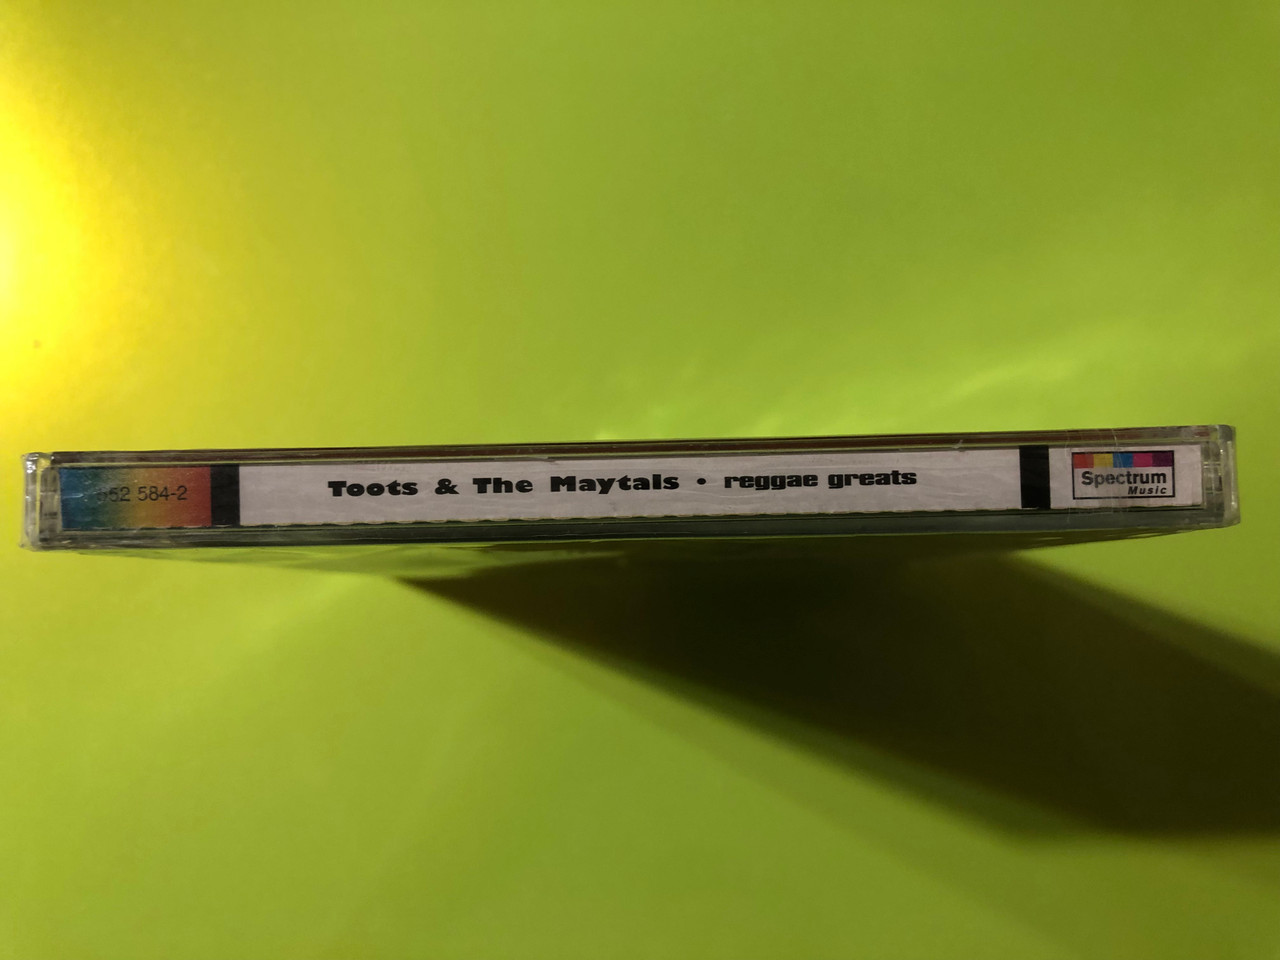 552 584-2
Toots & The Maytals • reggae greats
Spectrum
Music